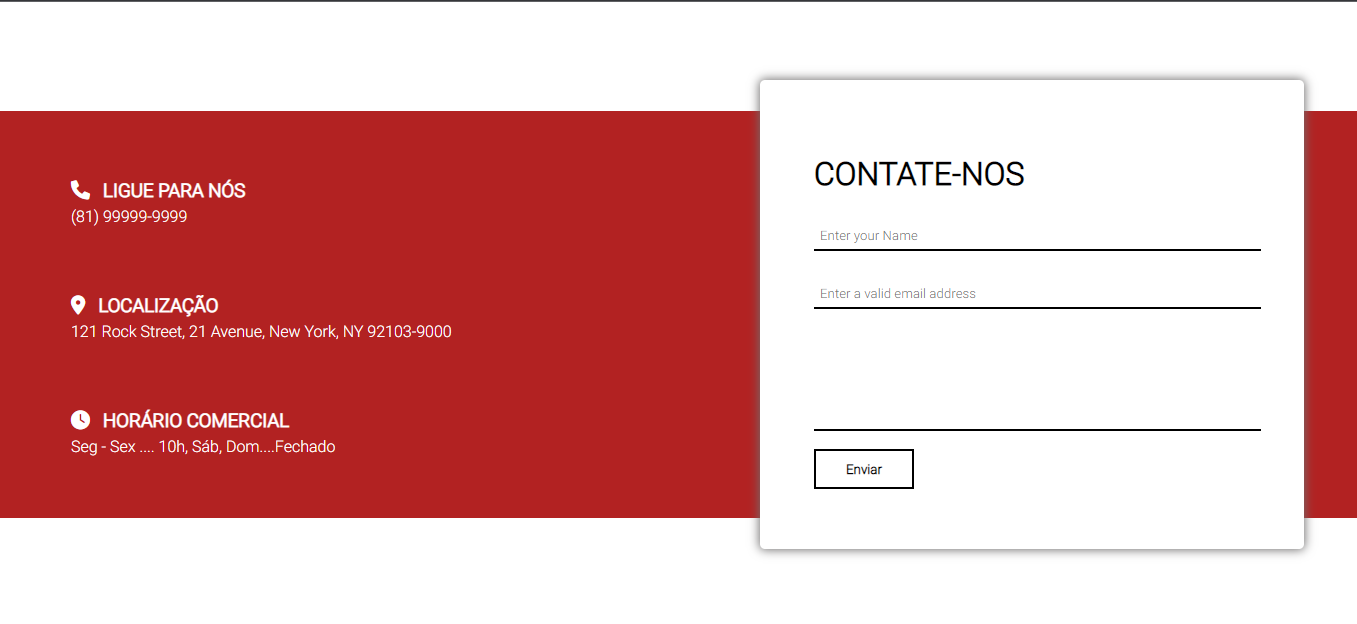 LIGUE PARA NÓS
(81) 99999-9999
LOCALIZAÇÃO
121 Rock Street, 21 Avenue, New York, NY 92103-9000
HORÁRIO COMERCIAL
Seg - Sex .... 10h, Sáb, Dom....Fechado
CONTATE-NOS
Enter your Name
Enter a valid email address
Enviar